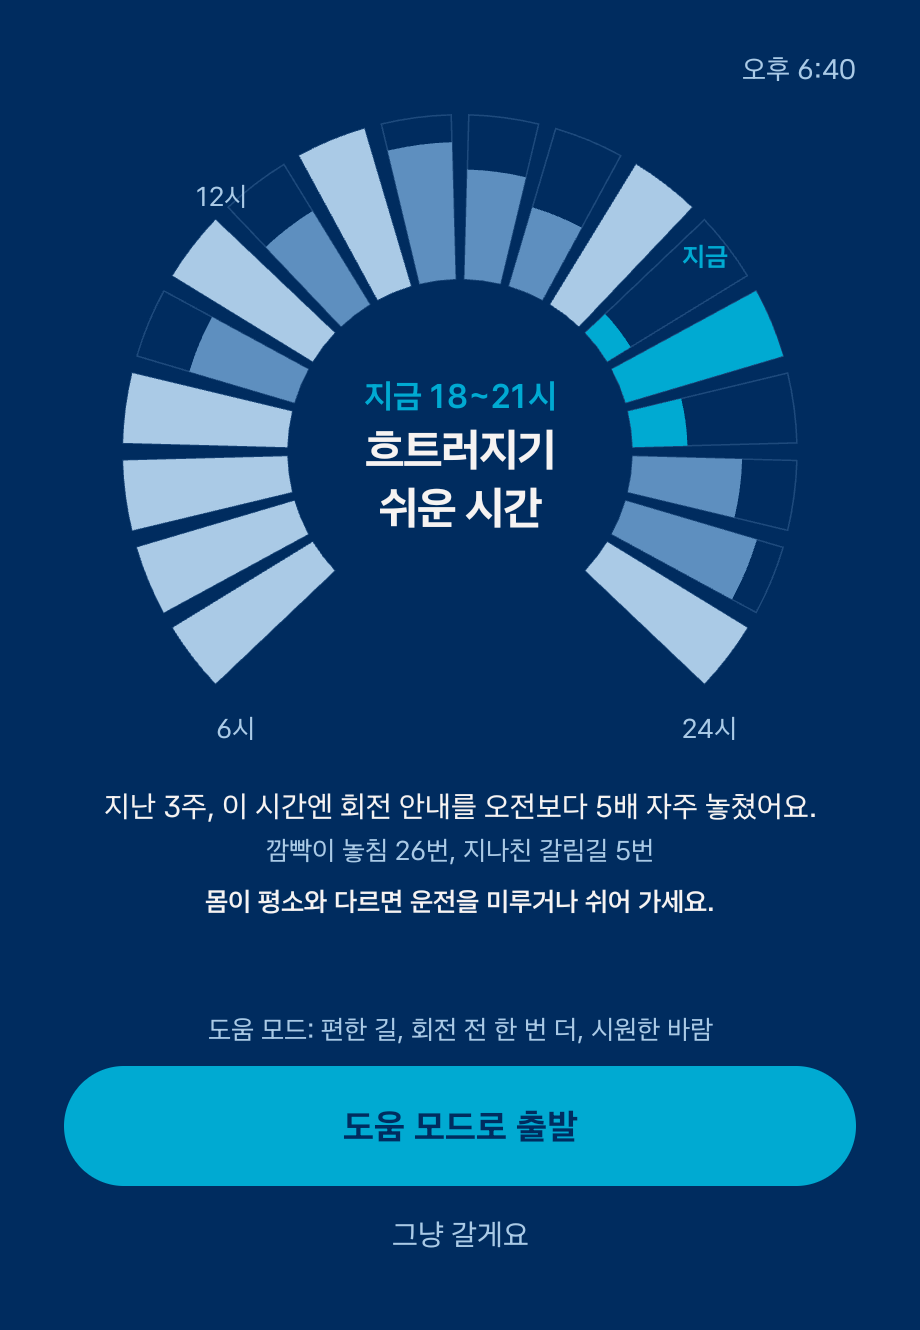 오후 6:40
12시
지금
지금 18~21시
흐트러지기
쉬운 시간
6시
24시
지난 3주, 이 시간엔 회전 안내를 오전보다 5배 자주 놓쳤어요.
깜빡이 놓침 26번, 지나친 갈림길 5번
몸이 평소와 다르면 운전을 미루거나 쉬어 가세요.
도움 모드: 편한 길, 회전 전 한 번 더, 시원한 바람
도움 모드로 출발
그냥 갈게요